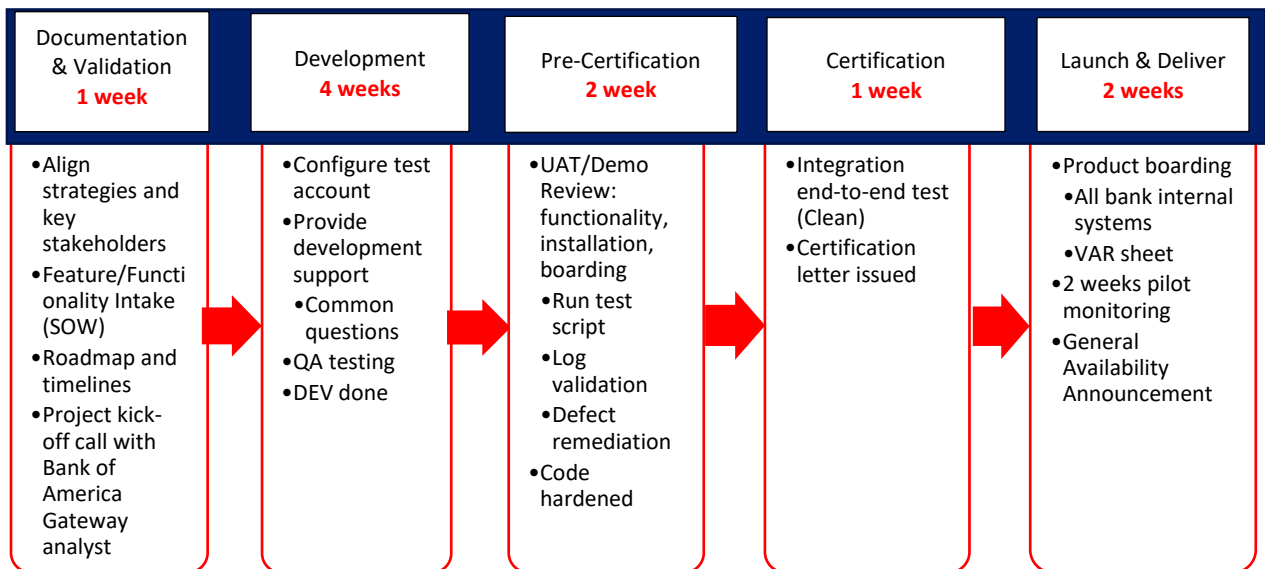 Documentation
& Validation
1 week
Development
4 weeks
Pre-Certification
2 week
Certification
1 week
Launch & Deliver
2 weeks
•Align
strategies and
key
stakeholders
•Feature/Functi
onality Intake
(SOW)
•Roadmap and
timelines
•Project kick-
off call with
Bank of
America
Gateway
analyst
•Configure test
account
•Provide
development
support
•Common
questions
•QA testing
•DEV done
•UAT/Demo
Review:
functionality,
installation,
boarding
•Run test
script
•Log
validation
•Defect
remediation
•Code
hardened
•Integration
end-to-end test
(Clean)
•Certification
letter issued
•Product boarding
•All bank internal
systems
•VAR sheet
•2 weeks pilot
monitoring
•General
Availability
Announcement